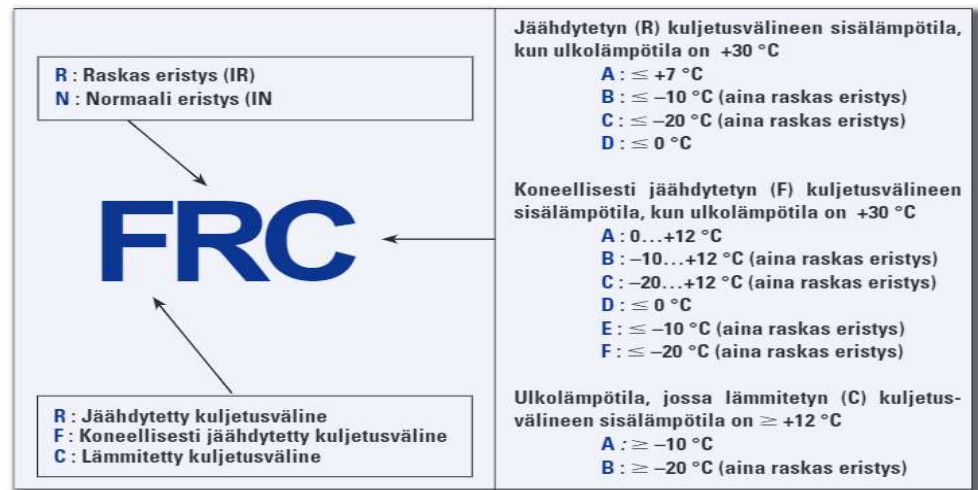 R : Raskas eristys (IR)
N : Normaali eristys (IN
FRC
R : Jäähdytetty kuljetusväline
F : Koneellisesti jäähdytetty kuljetusväline
C : Lämmitetty kuljetusväline
Jäähdytetyn (R) kuljetusvälineen sisälämpötila,
kun ulkolämpötila on +30 °C
A : ≤ +7 °C
B : ≤ –10 °C (aina raskas eristys)
C : ≤ –20 °C (aina raskas eristys)
D : ≤ 0 °C
Koneellisesti jäähdytetyn (F) kuljetusvälineen
sisälämpötila, kun ulkolämpötila on +30 °C
A : 0...+12 °C
B : –10...+12 °C (aina raskas eristys)
C : –20...+12 °C (aina raskas eristys)
D : ≤ 0 °C
E : ≤ –10 °C (aina raskas eristys)
F : ≤ –20 °C (aina raskas eristys)
Ulkolämpötila, jossa lämmitetyn (C) kuljetus-
välineen sisälämpötila on ≥ +12 °C
A : ≥ –10 °C
B : ≥ –20 °C (aina raskas eristys)